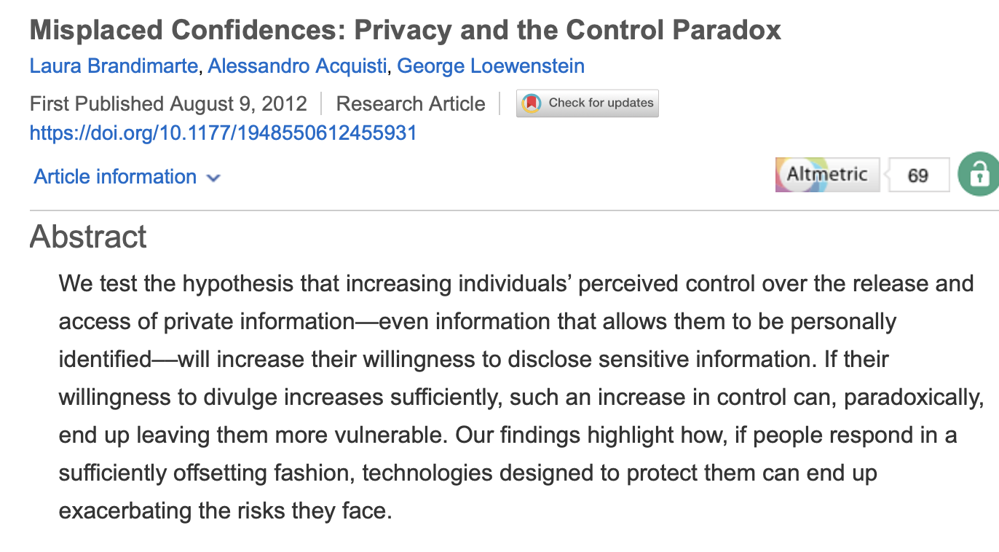 Misplaced Confidences: Privacy and the Control Paradox
Laura Brandimarte, Alessandro Acquisti, George Loewenstein
First Published August 9, 2012 Research Article Check for updates
https://doi.org/10.1177/1948550612455931
Article information Altmetric 69
Abstract
We test the hypothesis that increasing individuals’ perceived control over the release and
access of private information—even information that allows them to be personally
identified—will increase their willingness to disclose sensitive information. If their
willingness to divulge increases sufficiently, such an increase in control can, paradoxically,
end up leaving them more vulnerable. Our findings highlight how, if people respond in a
sufficiently offsetting fashion, technologies designed to protect them can end up
exacerbating the risks they face.